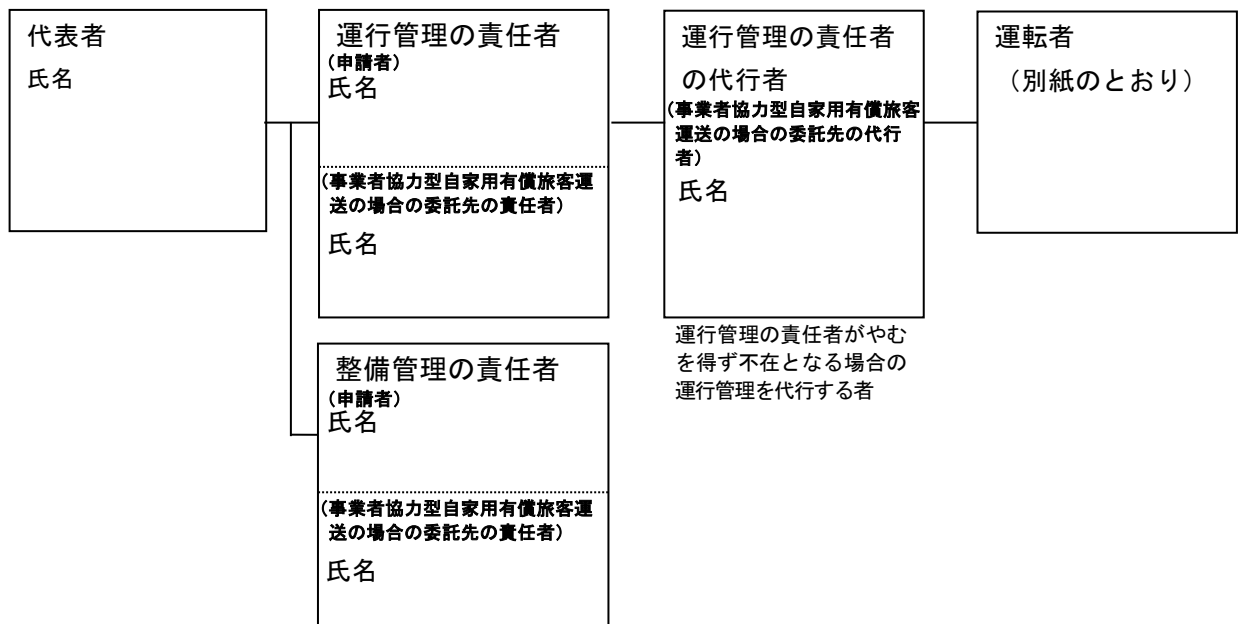 代表者
氏名
運行管理の責任者
(申請者)
氏名
(事業者協力型自家用有償旅客運
送の場合の委託先の責任者)
氏名
運行管理の責任者
の代行者
(事業者協力型自家用有償旅客
運送の場合の委託先の代行
者)
氏名
運転者
（別紙のとおり）
運行管理の責任者がやむ
を得ず不在となる場合の
運行管理を代行する者
整備管理の責任者
(申請者)
氏名
(事業者協力型自家用有償旅客運
送の場合の委託先の責任者)
氏名